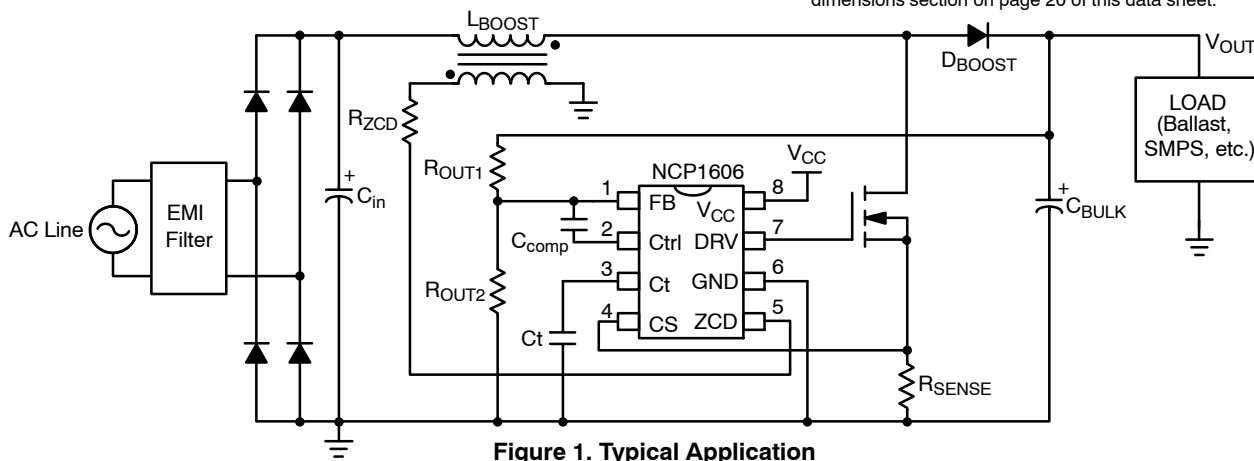 dimensions section on page 20 of this data sheet.
LBOOST
DBOOST
VOUT
LOAD
(Ballast,
SMPS, etc.)
RZCD
ROUT1
VCC
NCP1606
1
FB
8
VCC
AC Line
EMI
Filter
+
Cin
Ccomp
2
Ctrl
DRV
7
+
CBULK
3
Ct
GND
6
ROUT2
4
CS
ZCD
5
Ct
RSENSE
Figure 1. Typical Application